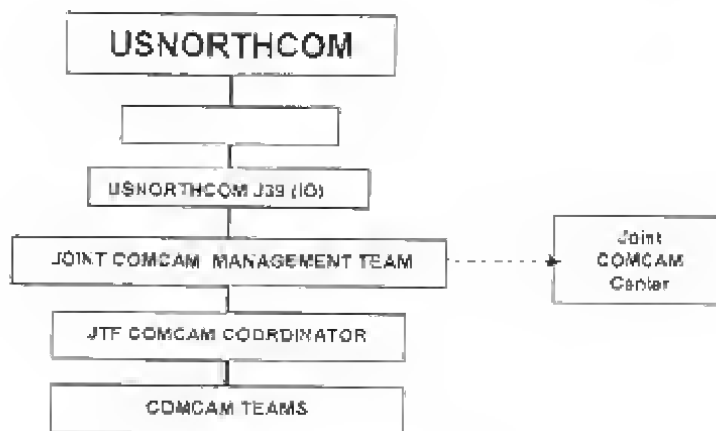 USNORTHCOM
USNORTHCOM J39 (IO)
JOINT COMCAM MANAGEMENT TEAM
Joint
COMCAM
Center
JTF COMCAM COORDINATOR
COMCAM TEAMS